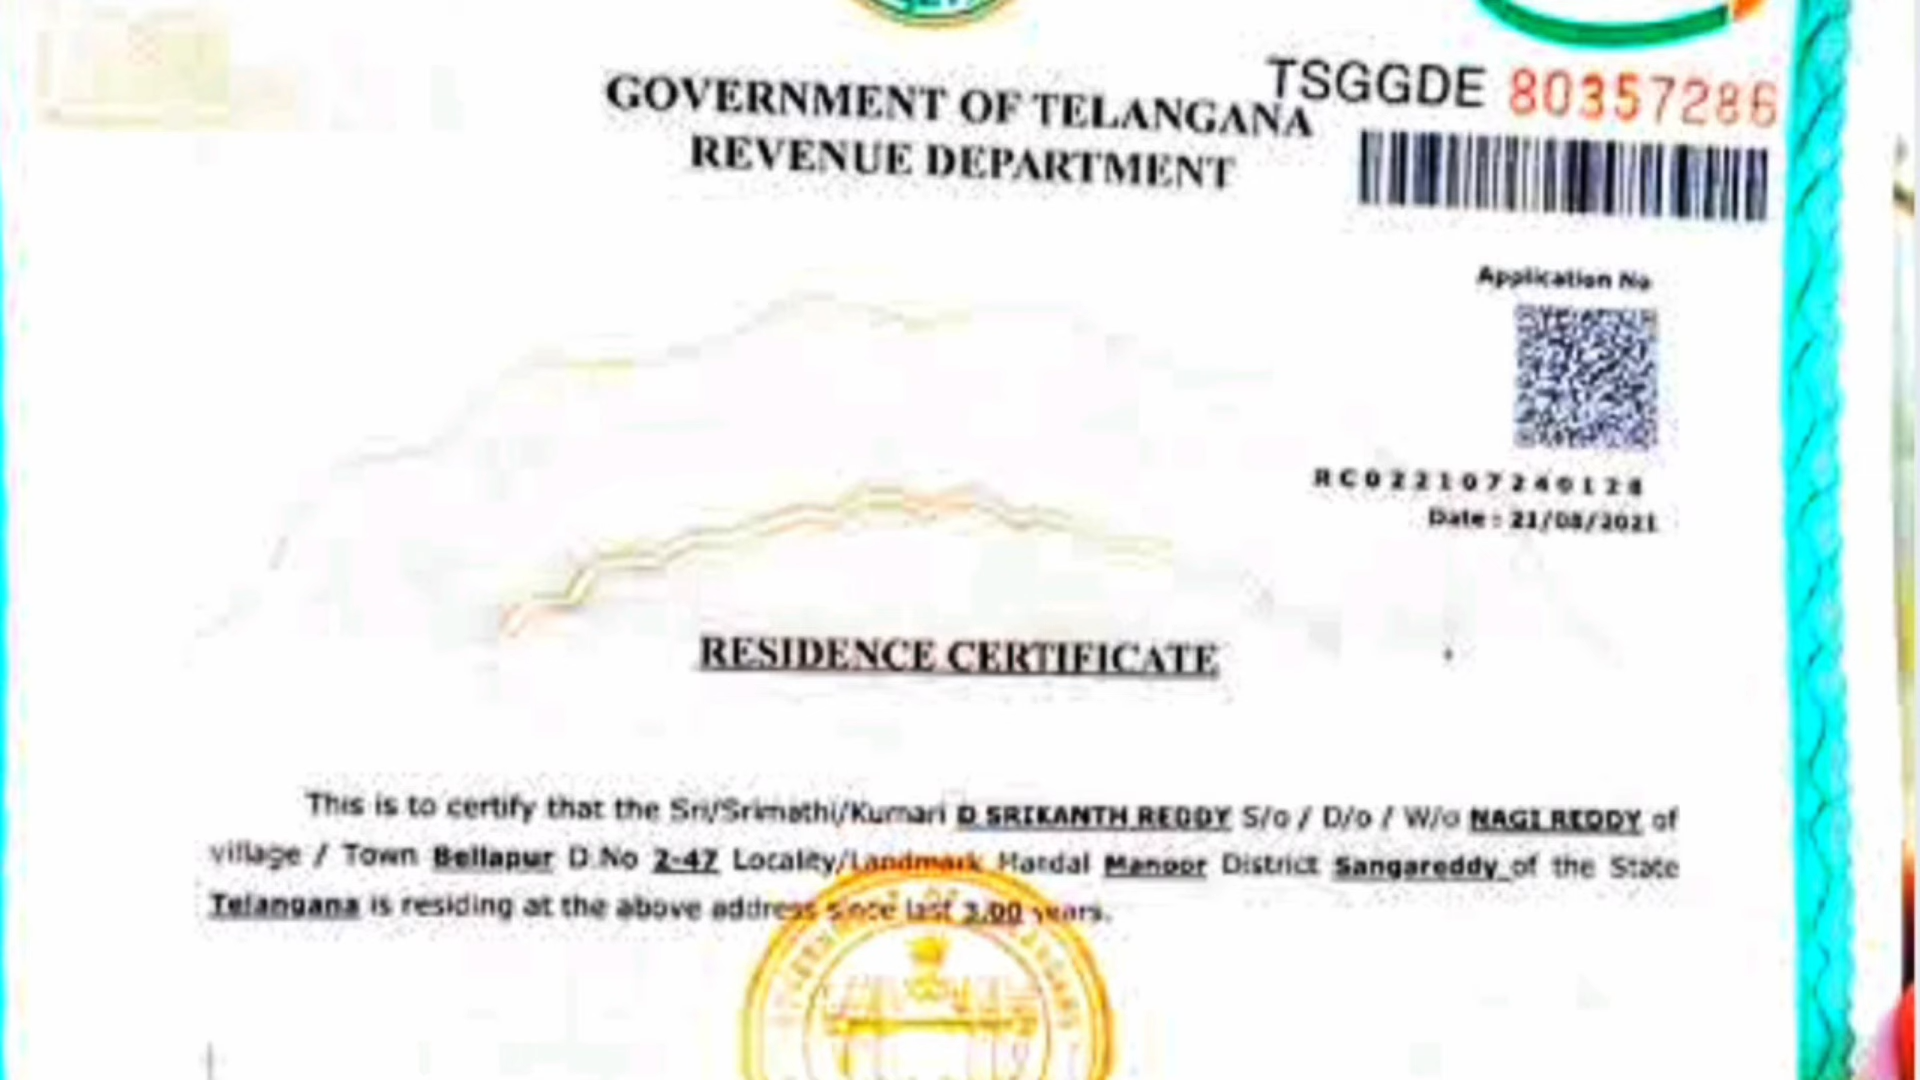 TSGGDE 80357286
GOVERNMENT OF TELANGANA
REVENUE DEPARTMENT
Application No
RC022107240128
Date : 21/08/2021
RESIDENCE CERTIFICATE
This is to certify that the Sri/Srimathi/Kumari D SRIKANTH REDDY S/o / D/o / W/o NAGI REDDY of
village / Town Bellapur D.No 2-47 Locality/Landmark Mandal Manoor District Sangareddy of the State
Telangana is residing at the above address since last 3.00 years.